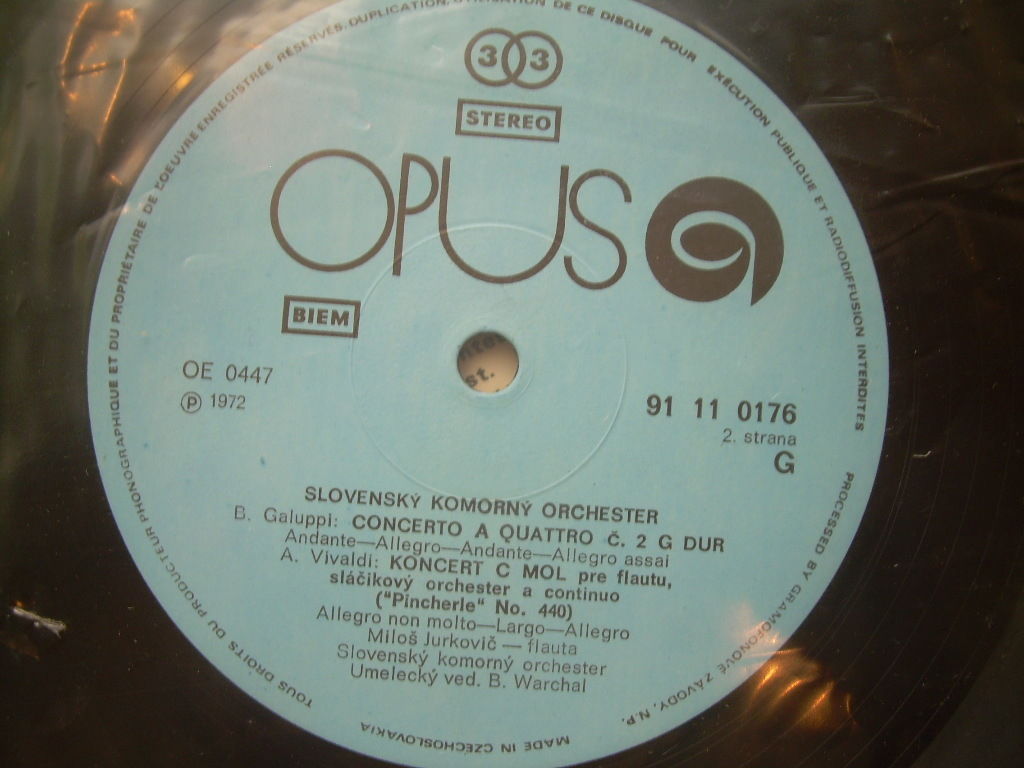 TOUS DROITS DU PRODUCTEUR PHONOGRAPHIQUE ET DU PROPRIÉTAIRE DE L'OEUVRE ENREGISTRÉE RÉSERVÉS. DUPLICATION, UTILISATION DE CE DISQUE POUR EXÉCUTION PUBLIQUE ET RADIODIFFUSION INTERDITES
33
STEREO
OPUS
BIEM
OE 0447
Ⓟ 1972
91 11 0176
2. strana
G
SLOVENSKÝ KOMORNÝ ORCHESTER
B. Galuppi: CONCERTO A QUATTRO Č. 2 G DUR
Andante—Allegro—Andante—Allegro assai
A. Vivaldi: KONCERT C MOL pre flautu,
sláčikový orchester a continuo
("Pincherle" No. 440)
Allegro non molto—Largo—Allegro
Miloš Jurkovič — flauta
Slovenský komorný orchester
Umelecký ved. B. Warchal
PROCESSED BY GRAMOFONOVÉ ZÁVODY, N.P.
MADE IN CZECHOSLOVAKIA
st.